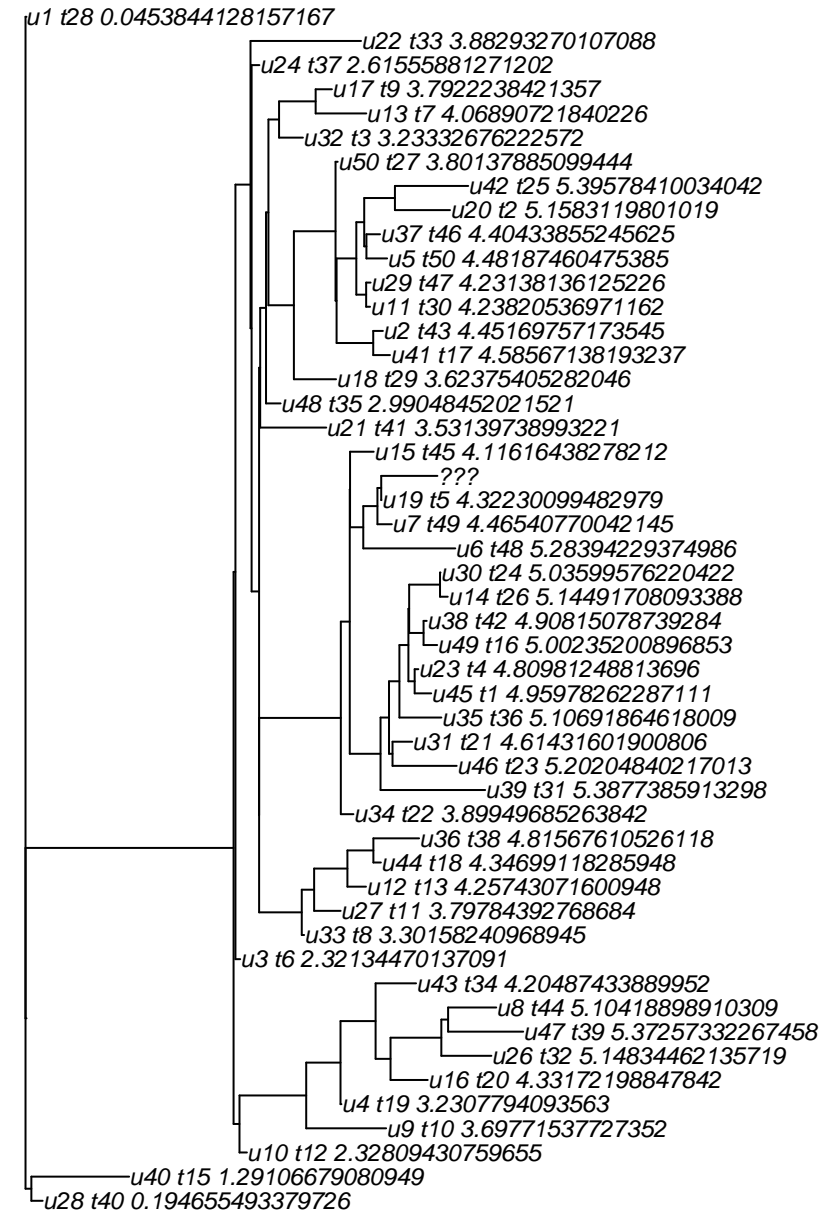 u1 t28 0.0453844128157167
u22 t33 3.88293270107088
u24 t37 2.61555881271202
u17 t9 3.7922238421357
u13 t7 4.06890721840226
u32 t3 3.23332676222572
u50 t27 3.80137885099444
u42 t25 5.39578410034042
u20 t2 5.1583119801019
u37 t46 4.40433855245625
u5 t50 4.48187460475385
u29 t47 4.23138136125226
u11 t30 4.23820536971162
u2 t43 4.45169757173545
u41 t17 4.58567138193237
u18 t29 3.62375405282046
u48 t35 2.99048452021521
u21 t41 3.53139738993221
u15 t45 4.11616438278212
???
u19 t5 4.32230099482979
u7 t49 4.46540770042145
u6 t48 5.28394229374986
u30 t24 5.03599576220422
u14 t26 5.14491708093388
u38 t42 4.90815078739284
u49 t16 5.00235200896853
u23 t4 4.80981248813696
u45 t1 4.95978262287111
u35 t36 5.10691864618009
u31 t21 4.61431601900806
u46 t23 5.20204840217013
u39 t31 5.3877385913298
u34 t22 3.89949685263842
u36 t38 4.81567610526118
u44 t18 4.34699118285948
u12 t13 4.25743071600948
u27 t11 3.79784392768684
u33 t8 3.30158240968945
u3 t6 2.32134470137091
u43 t34 4.20487433889952
u8 t44 5.10418898910309
u47 t39 5.37257332267458
u26 t32 5.14834462135719
u16 t20 4.33172198847842
u4 t19 3.2307794093563
u9 t10 3.69771537727352
u10 t12 2.32809430759655
u40 t15 1.29106679080949
u28 t40 0.194655493379726